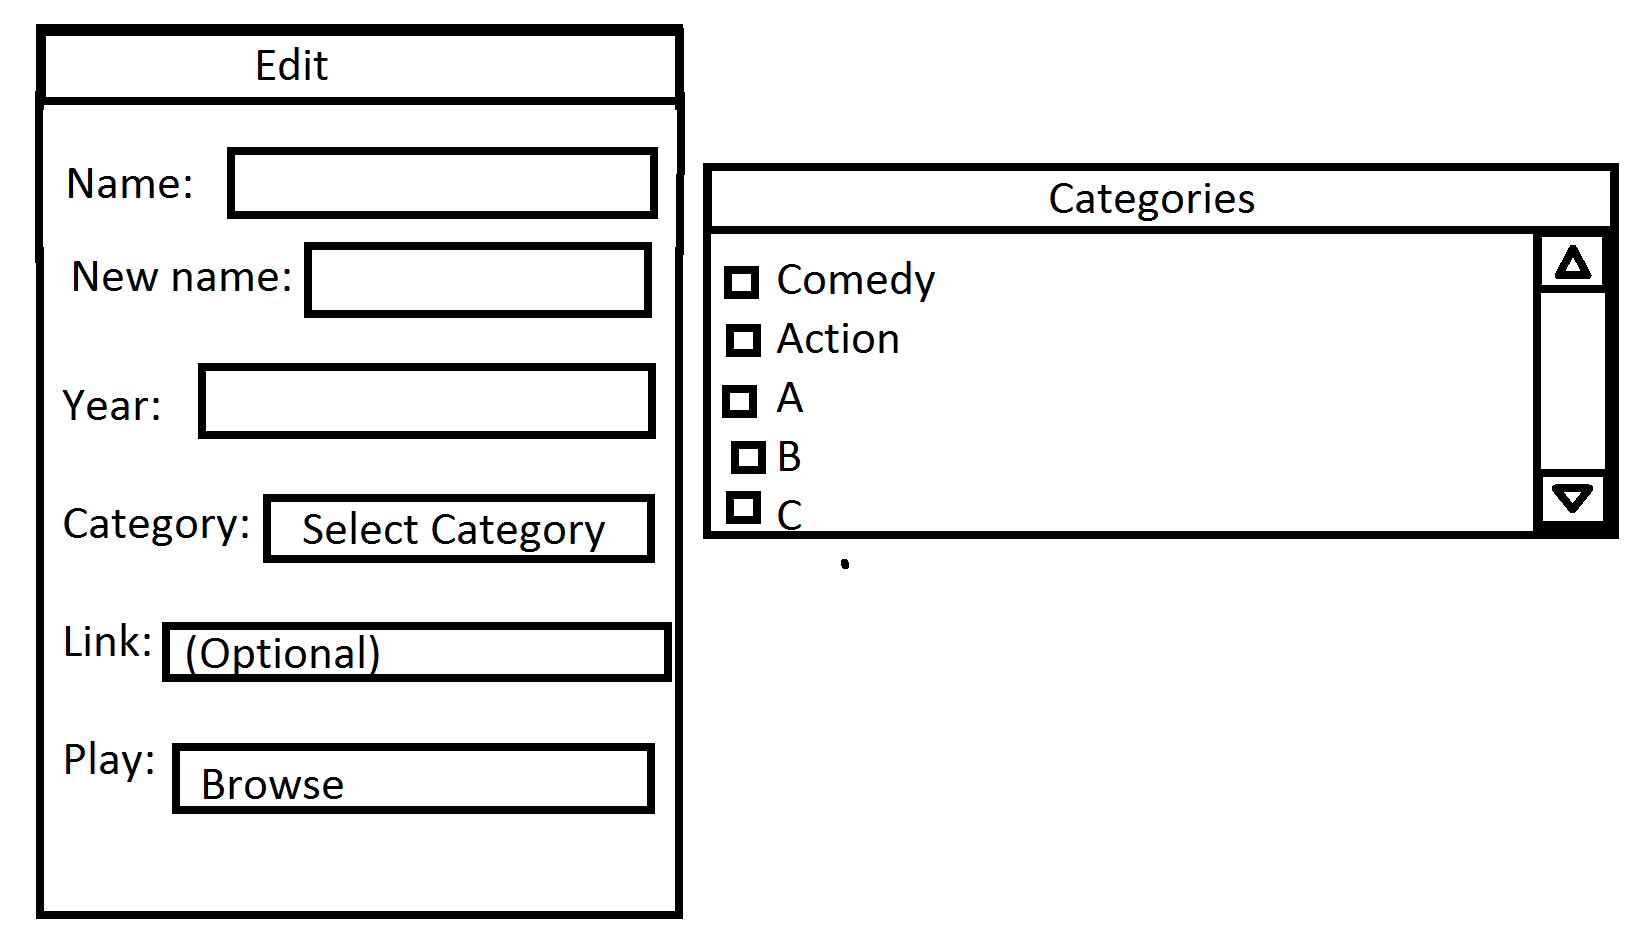 Edit
Name:
New name:
Year:
Category: Select Category
Link: (Optional)
Play: Browse
Categories
Comedy
Action
A
B
C